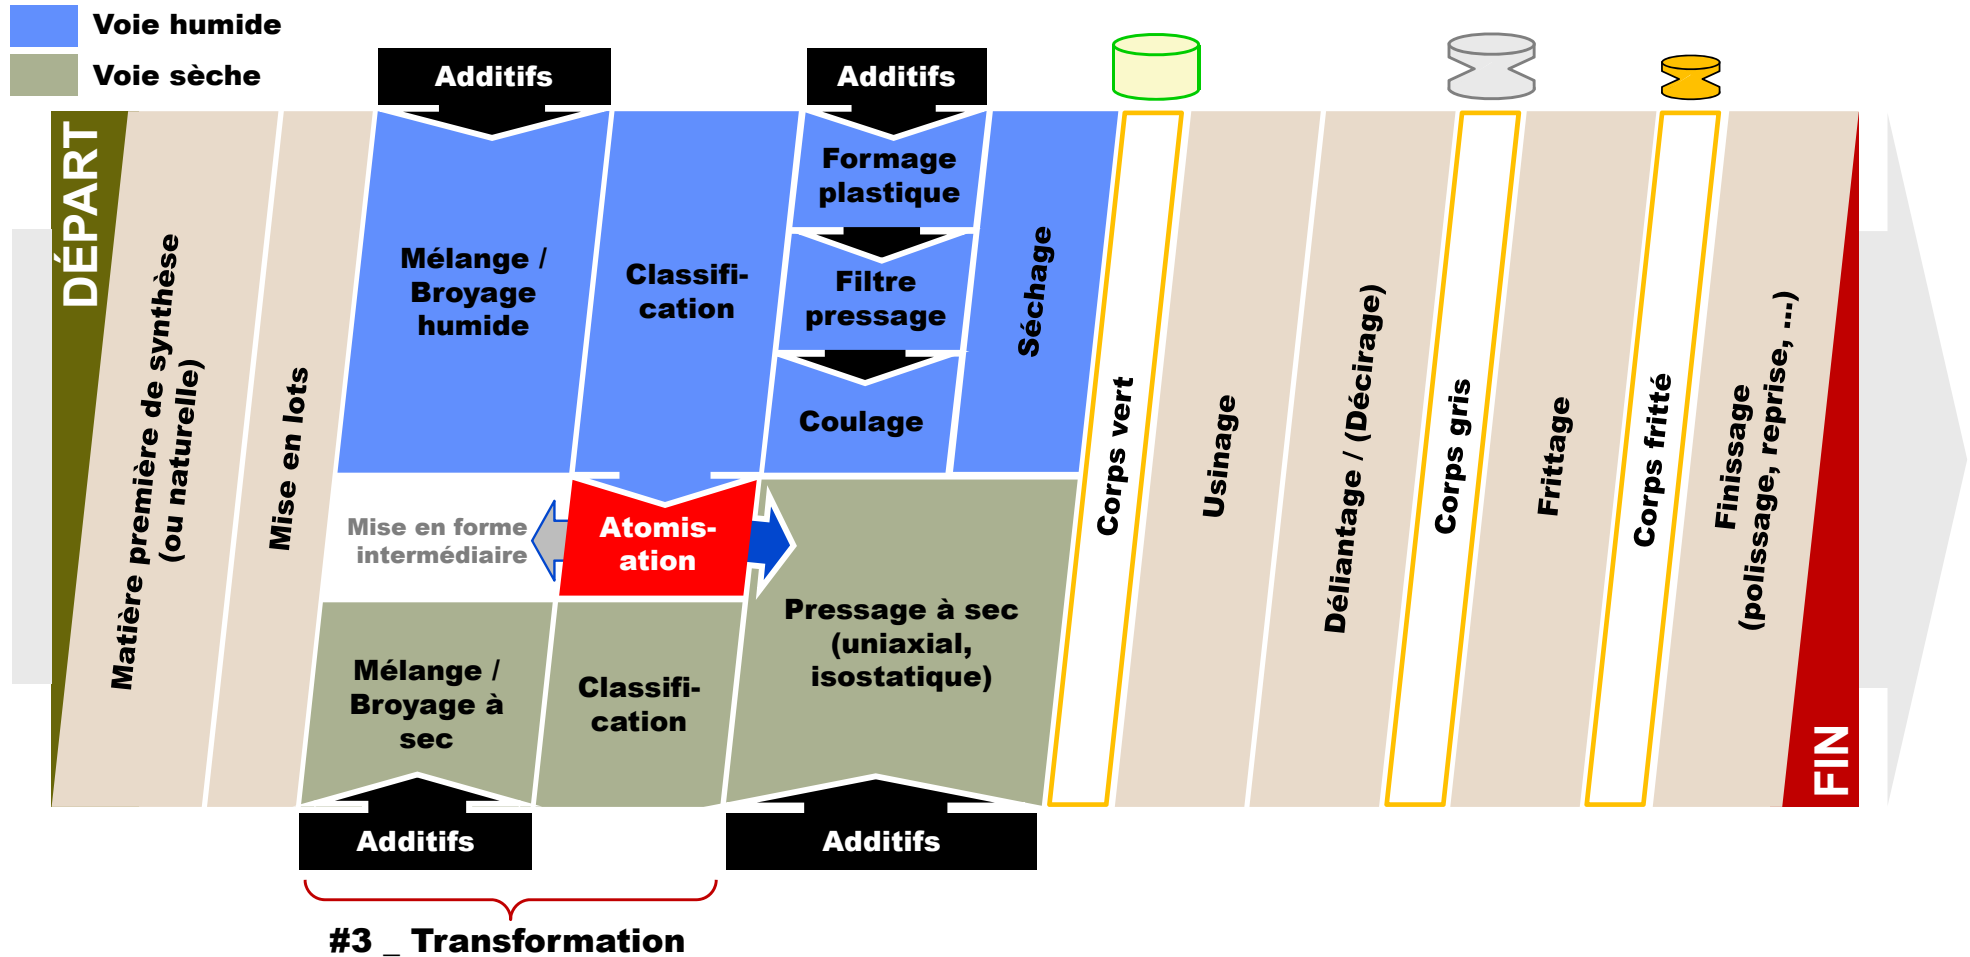 Voie humide
Voie sèche
Additifs
Additifs
DÉPART
Matière première de synthèse
(ou naturelle)
Mise en lots
Mélange /
Broyage
humide
Classifi-
cation
Formage
plastique
Filtre
pressage
Coulage
Séchage
Mise en forme
intermédiaire
Atomis-
ation
Mélange /
Broyage à
sec
Classifi-
cation
Pressage à sec
(uniaxial,
isostatique)
Corps vert
Usinage
Déliantage / (Décirage)
Corps gris
Frittage
Corps fritté
Finissage
(polissage, reprise, ...)
FIN
Additifs
Additifs
#3 _ Transformation